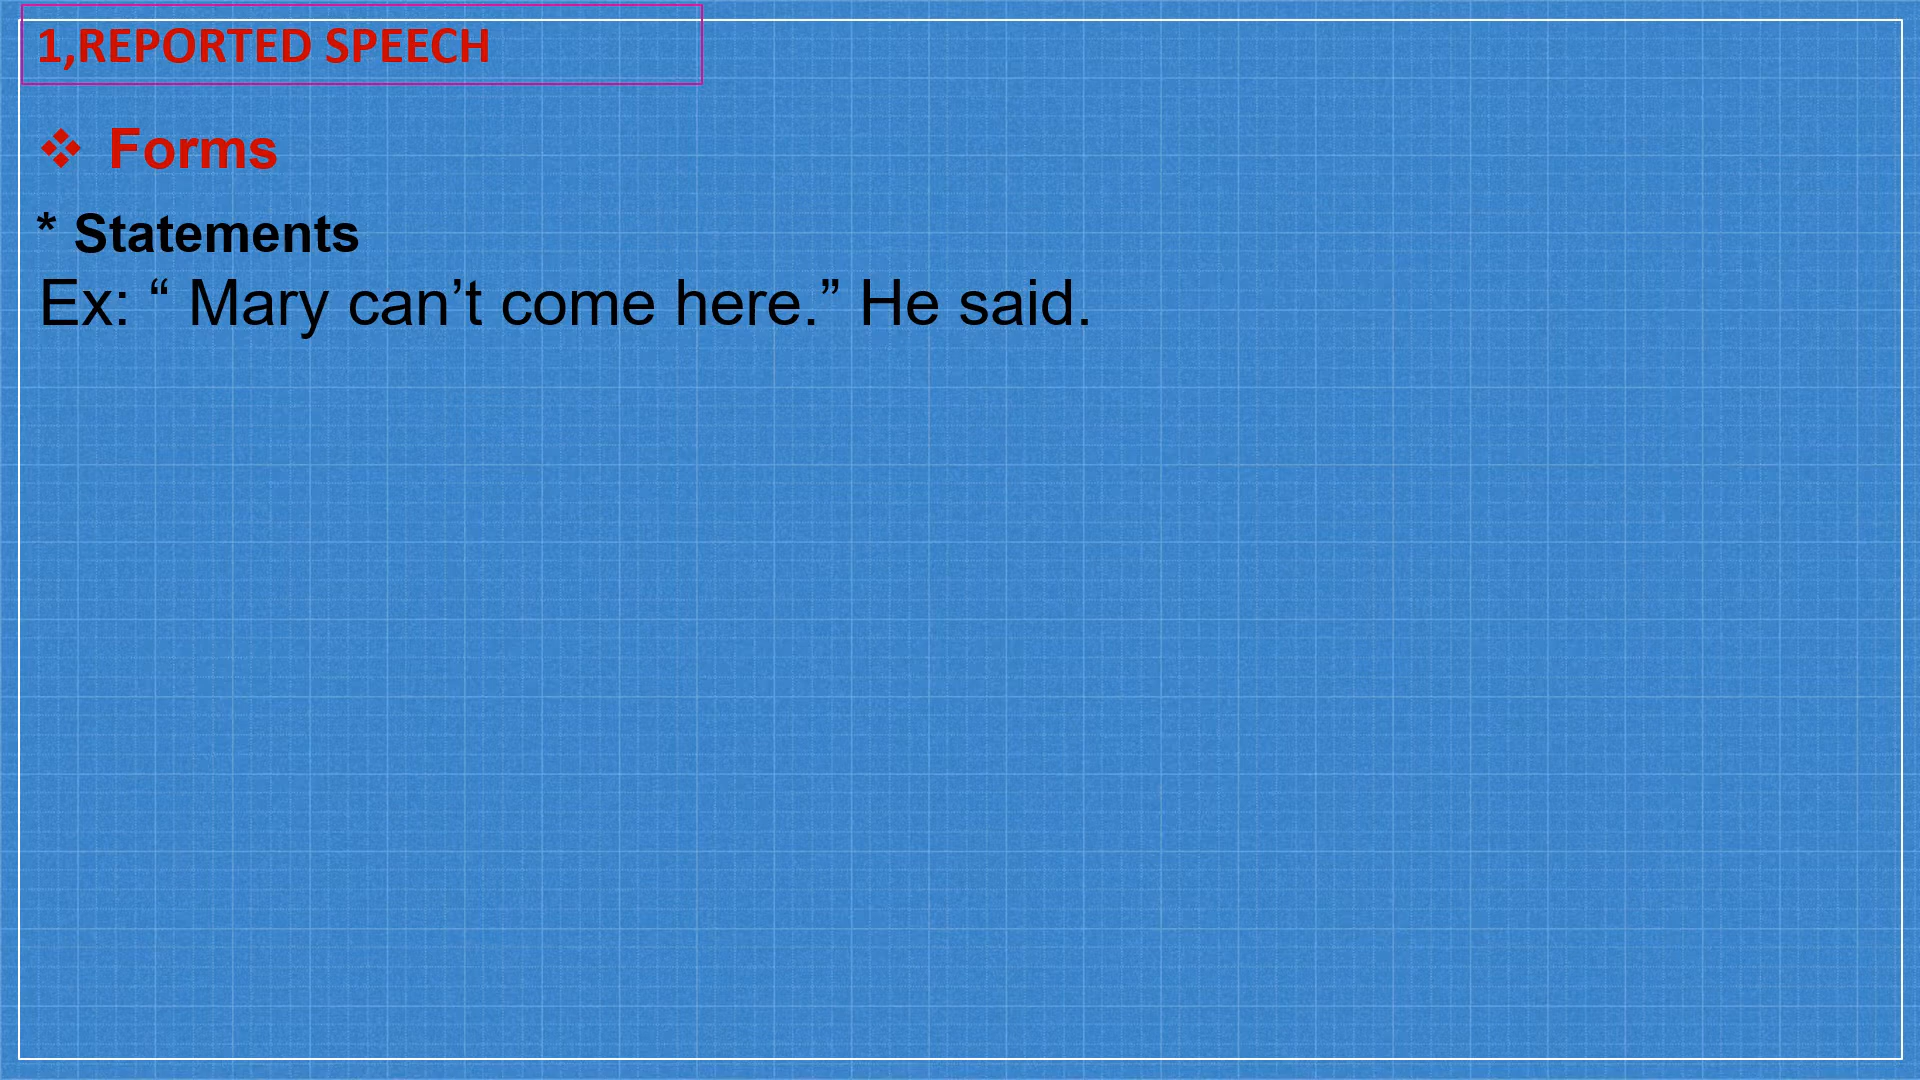 1,REPORTED SPEECH
❖ Forms
* Statements
Ex: “ Mary can’t come here.” He said.